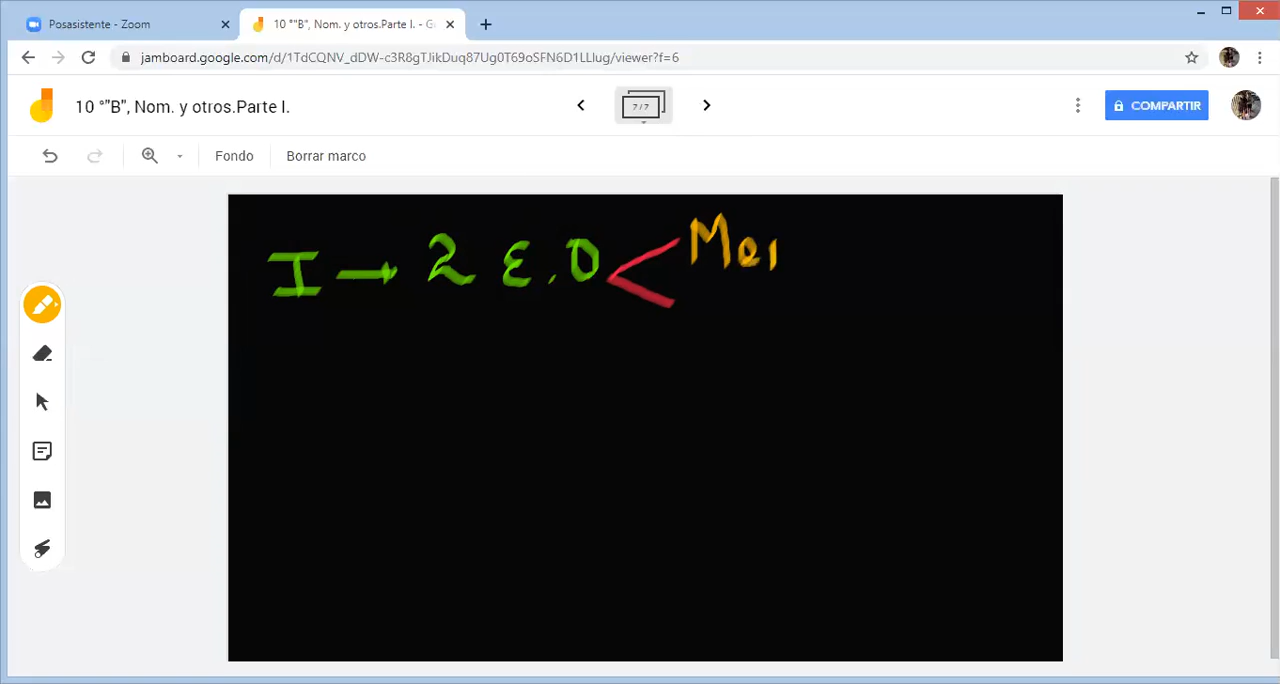 Posasistente - Zoom
10 °"B", Nom. y otros.Parte I. - G
jamboard.google.com/d/1TdCQNV_dDW-c3R8gTJikDuq87Ug0T69oSFN6D1LLlug/viewer?f=6
10 °"B", Nom. y otros.Parte I.
7/7
COMPARTIR
Fondo
Borrar marco
I → 2 E.O < Me